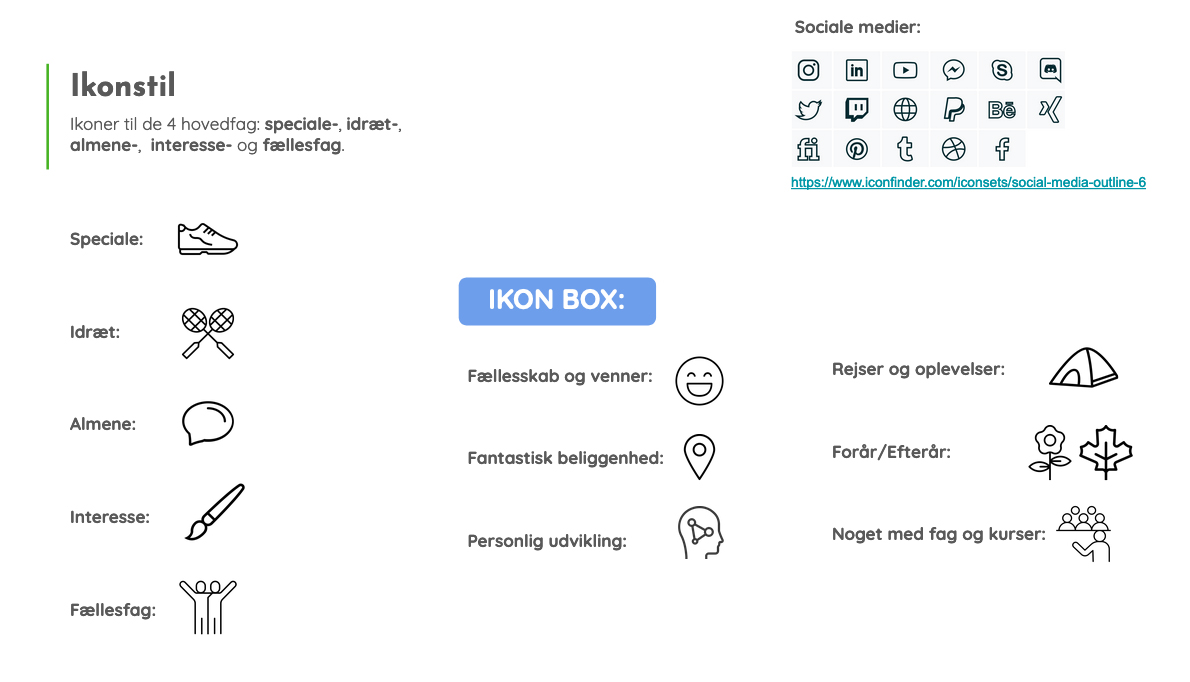 Sociale medier:
https://www.iconfinder.com/iconsets/social-media-outline-6
Ikonstil
Ikoner til de 4 hovedfag: speciale-, idræt-,
almene-, interesse- og fællesfag.
Speciale:
Idræt:
Almene:
Interesse:
Fællesfag:
IKON BOX:
Fællesskab og venner:
Fantastisk beliggenhed:
Personlig udvikling:
Rejser og oplevelser:
Forår/Efterår:
Noget med fag og kurser: